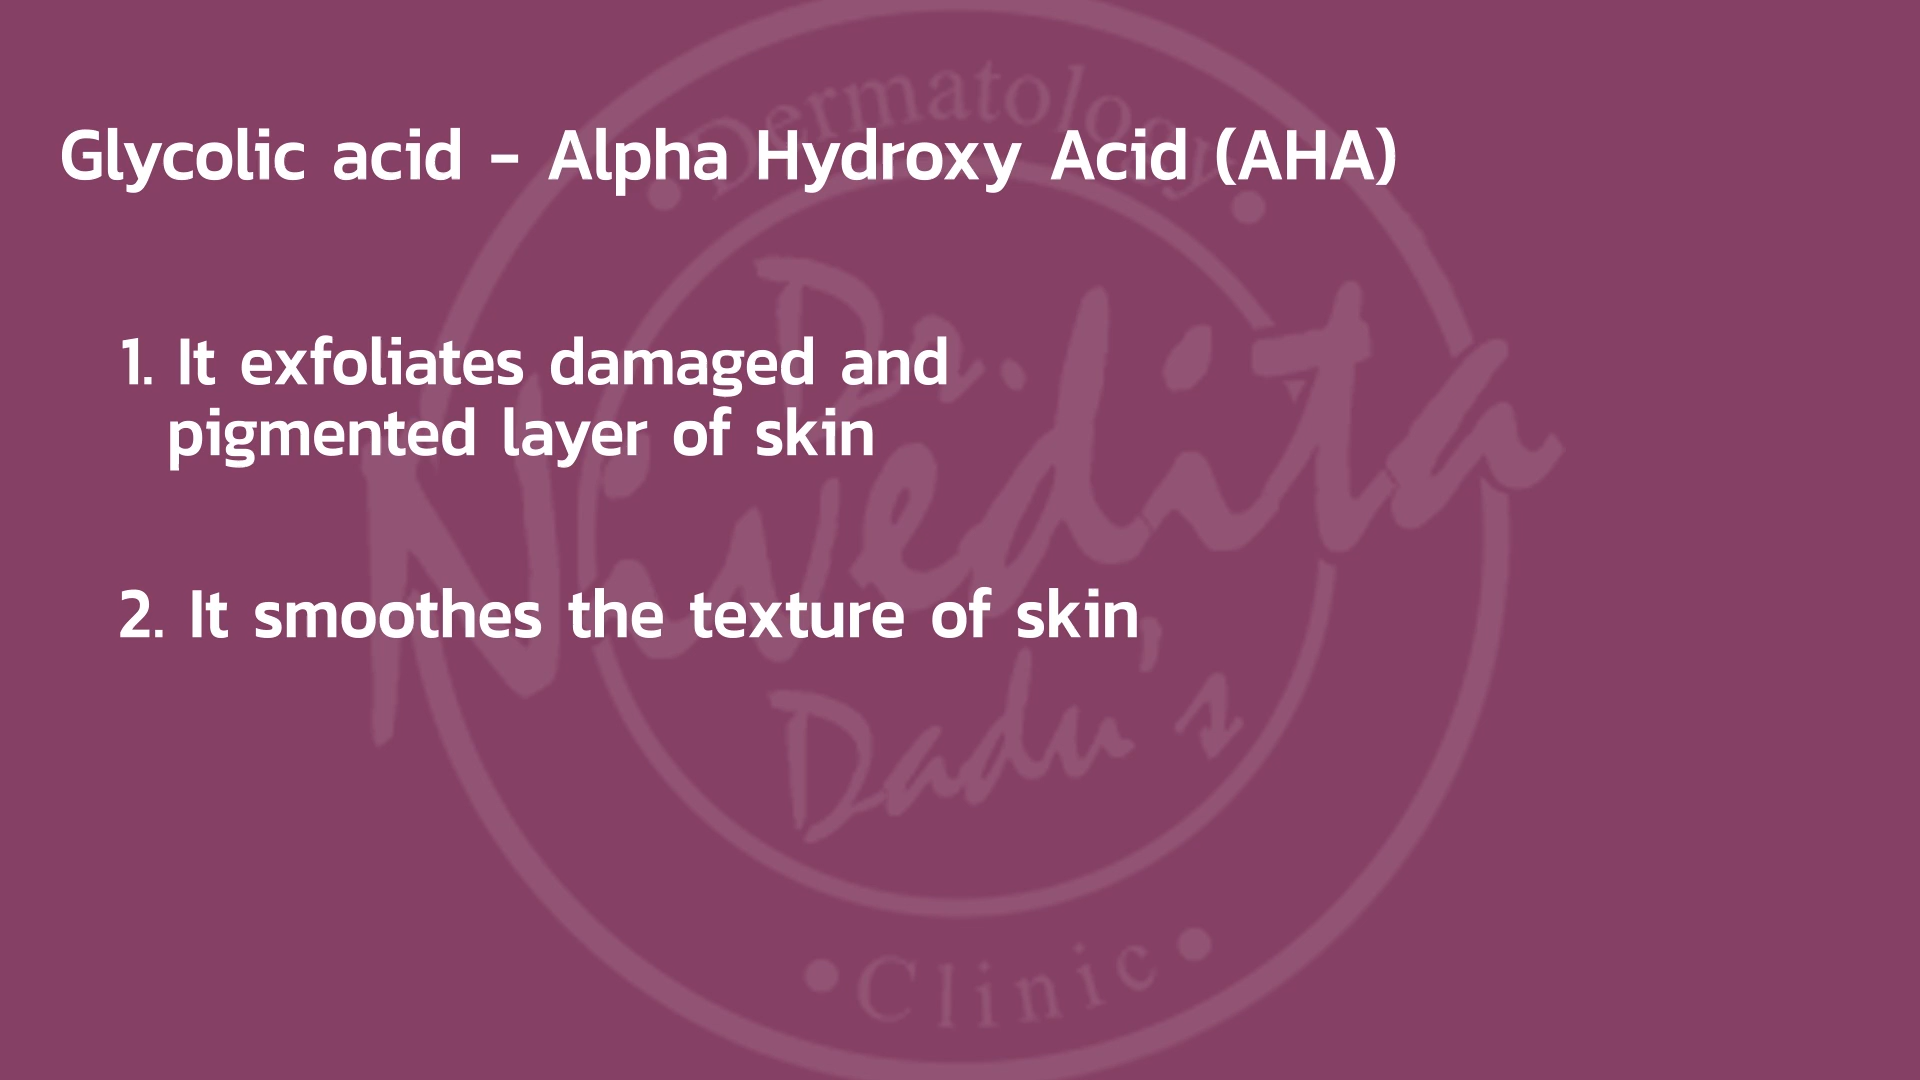 Dermatology
Glycolic acid – Alpha Hydroxy Acid (AHA)
Dr.
1. It exfoliates damaged and
pigmented layer of skin
Nivedita
2. It smoothes the texture of skin
Dadu's
Clinic